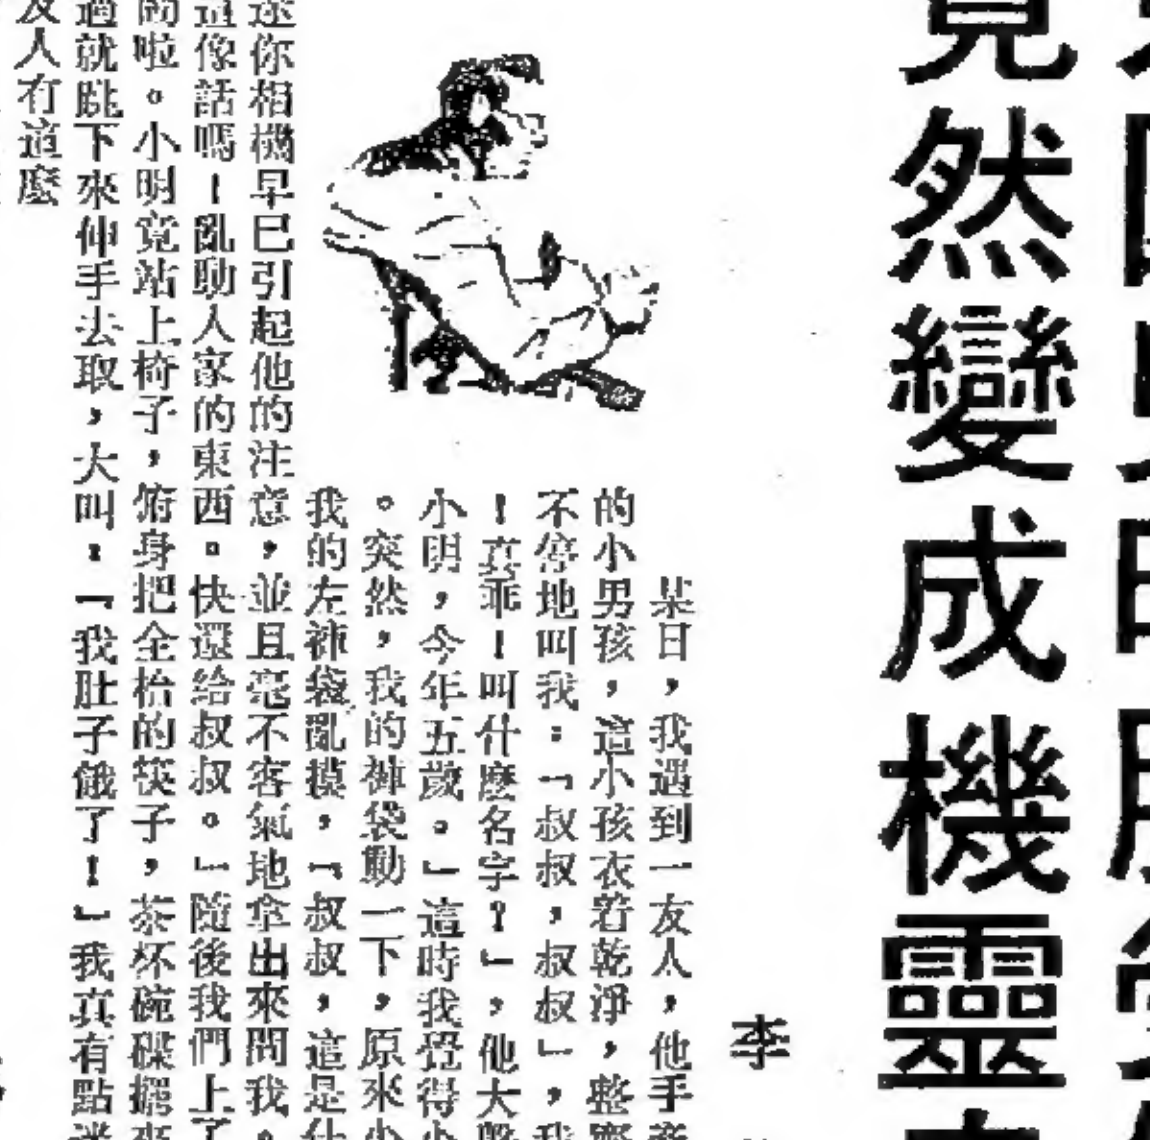 竟然變成機靈
李
某日，我遇到一友人，他手牽
的小男孩，這小孩衣着乾淨，整齊
不停地叫我：「叔叔，叔叔」，我
！真乖！叫什麼名字？」，他大聲
小明，今年五歲。」這時我覺得小
。突然，我的褲袋動一下，原來小
我的左褲袋亂摸，「叔叔，這是什
迷你相機早已引起他的注意，並且毫不客氣地拿出來問我。
這像話嗎！亂動人家的東西。快還給叔叔。」隨後我們上了
啦。小明竟站上椅子，俯身把全枱的筷子，茶杯碗碟擺來
過就跳下來伸手去取，大叫：「我肚子餓了！」我真有點迷
友人有這麼